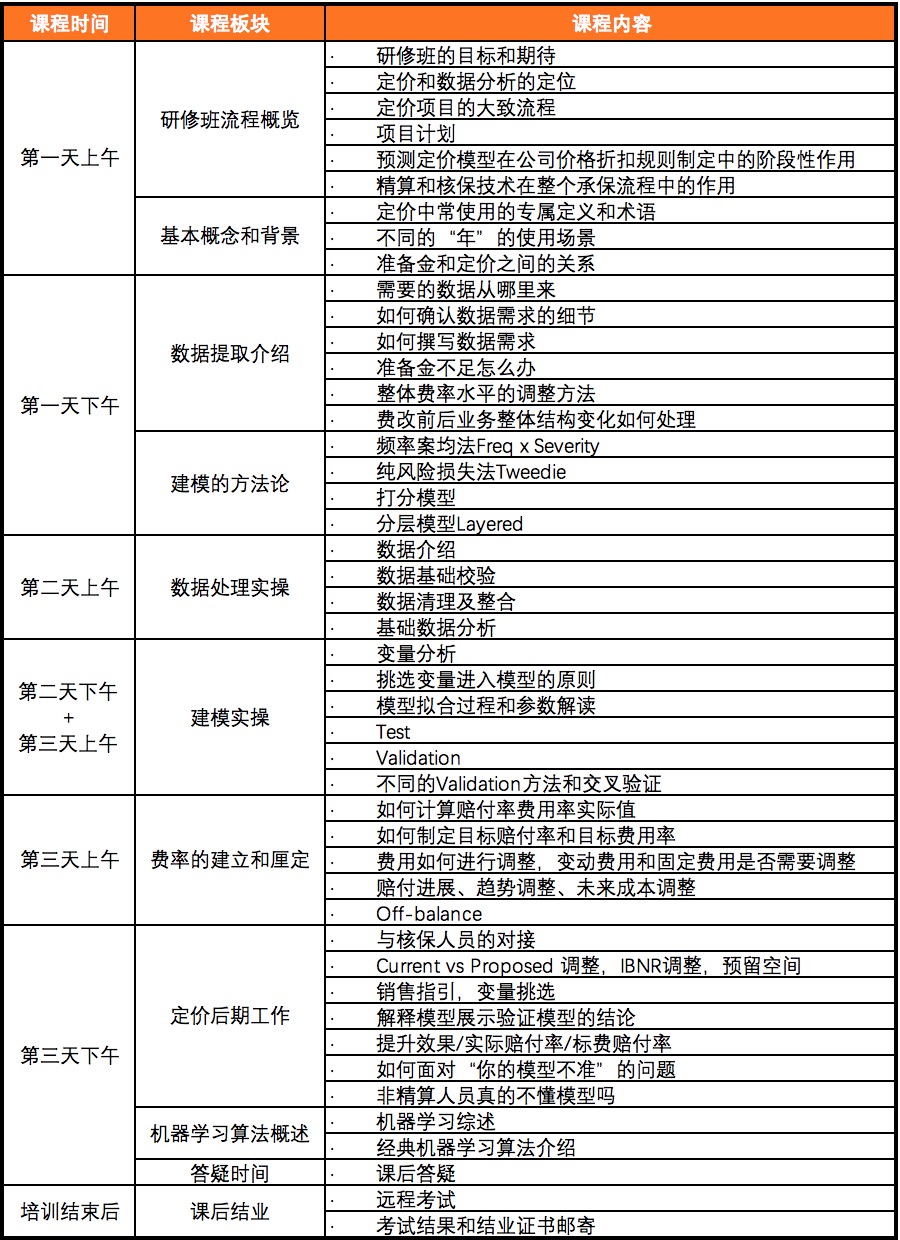 课程时间 课程板块 课程内容
第一天上午
研修班流程概览
· 研修班的目标和期待
· 定价和数据分析的定位
· 定价项目的大致流程
· 项目计划
· 预测定价模型在公司价格折扣规则制定中的阶段性作用
· 精算和核保技术在整个承保流程中的作用
基本概念和背景
· 定价中常使用的专属定义和术语
· 不同的“年”的使用场景
· 准备金和定价之间的关系
第一天下午
数据提取介绍
· 需要的数据从哪里来
· 如何确认数据需求的细节
· 如何撰写数据需求
· 准备金不足怎么办
· 整体费率水平的调整方法
· 费改前后业务整体结构变化如何处理
建模的方法论
· 频率案均法Freq x Severity
· 纯风险损失法Tweedie
· 打分模型
· 分层模型Layered
第二天上午
数据处理实操
· 数据介绍
· 数据基础校验
· 数据清理及整合
· 基础数据分析
第二天下午
+
第三天上午
建模实操
· 变量分析
· 挑选变量进入模型的原则
· 模型拟合过程和参数解读
· Test
· Validation
· 不同的Validation方法和交叉验证
第三天上午
费率的建立和厘定
· 如何计算赔付率费用率实际值
· 如何制定目标赔付率和目标费用率
· 费用如何进行调整，变动费用和固定费用是否需要调整
· 赔付进展、趋势调整、未来成本调整
· Off-balance
第三天下午
定价后期工作
· 与核保人员的对接
· Current vs Proposed 调整，IBNR调整，预留空间
· 销售指引，变量挑选
· 解释模型展示验证模型的结论
· 提升效果/实际赔付率/标费赔付率
· 如何面对“你的模型不准”的问题
· 非精算人员真的不懂模型吗
机器学习算法概述
· 机器学习综述
· 经典机器学习算法介绍
答疑时间
· 课后答疑
培训结束后
课后结业
· 远程考试
· 考试结果和结业证书邮寄